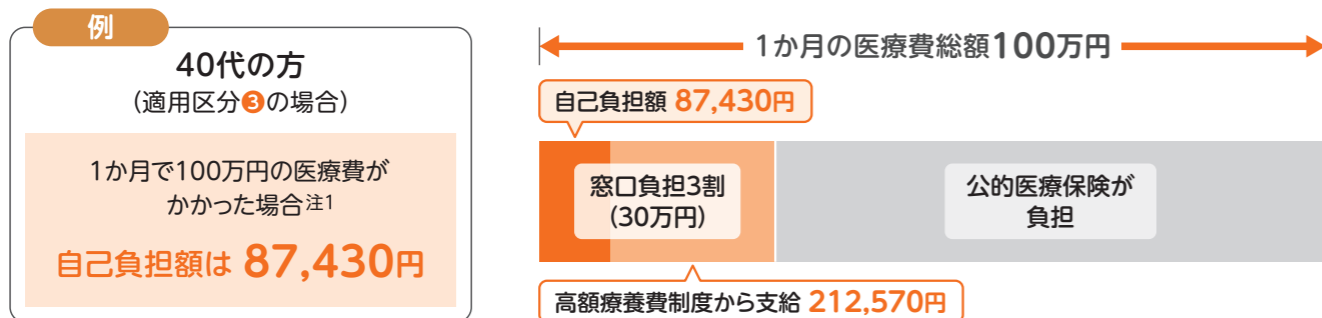 例
40代の方
(適用区分❸の場合)
1か月で100万円の医療費が
かかった場合注1
自己負担額は 87,430円
1か月の医療費総額100万円
自己負担額 87,430円
窓口負担3割
(30万円)
公的医療保険が
負担
高額療養費制度から支給 212,570円